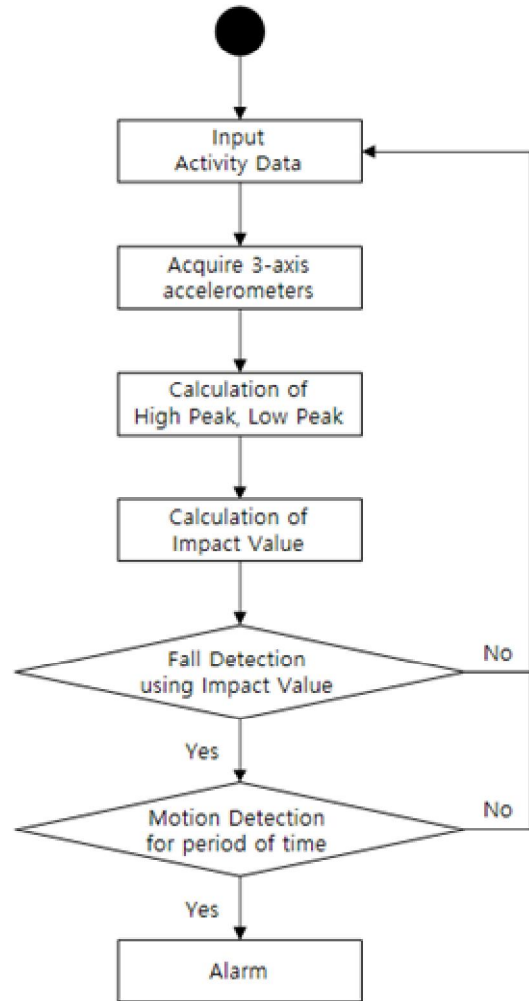 Input
Activity Data
Acquire 3-axis
accelerometers
Calculation of
High Peak, Low Peak
Calculation of
Impact Value
Fall Detection
using Impact Value
No
Yes
Motion Detection
for period of time
No
Yes
Alarm